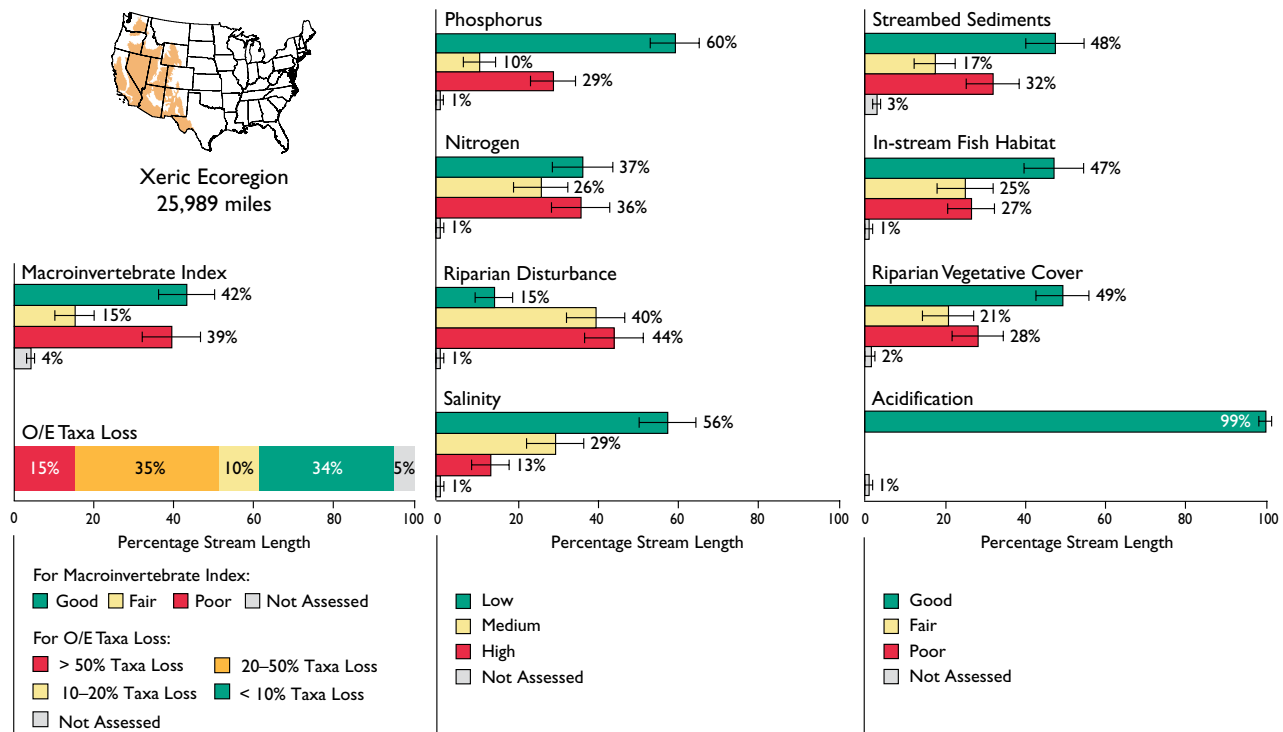 Xeric Ecoregion
25,989 miles
Macroinvertebrate Index
42%
15%
39%
4%
O/E Taxa Loss
15% 35% 10% 34% 5%
0 20 40 60 80 100
Percentage Stream Length
For Macroinvertebrate Index:
Good Fair Poor Not Assessed
For O/E Taxa Loss:
> 50% Taxa Loss 20–50% Taxa Loss
10–20% Taxa Loss < 10% Taxa Loss
Not Assessed
Phosphorus
60%
10%
29%
1%
Nitrogen
37%
26%
36%
1%
Riparian Disturbance
15%
40%
44%
1%
Salinity
56%
29%
13%
1%
0 20 40 60 80 100
Percentage Stream Length
Low
Medium
High
Not Assessed
Streambed Sediments
48%
17%
32%
3%
In-stream Fish Habitat
47%
25%
27%
1%
Riparian Vegetative Cover
49%
21%
28%
2%
Acidification
99%
1%
0 20 40 60 80 100
Percentage Stream Length
Good
Fair
Poor
Not Assessed